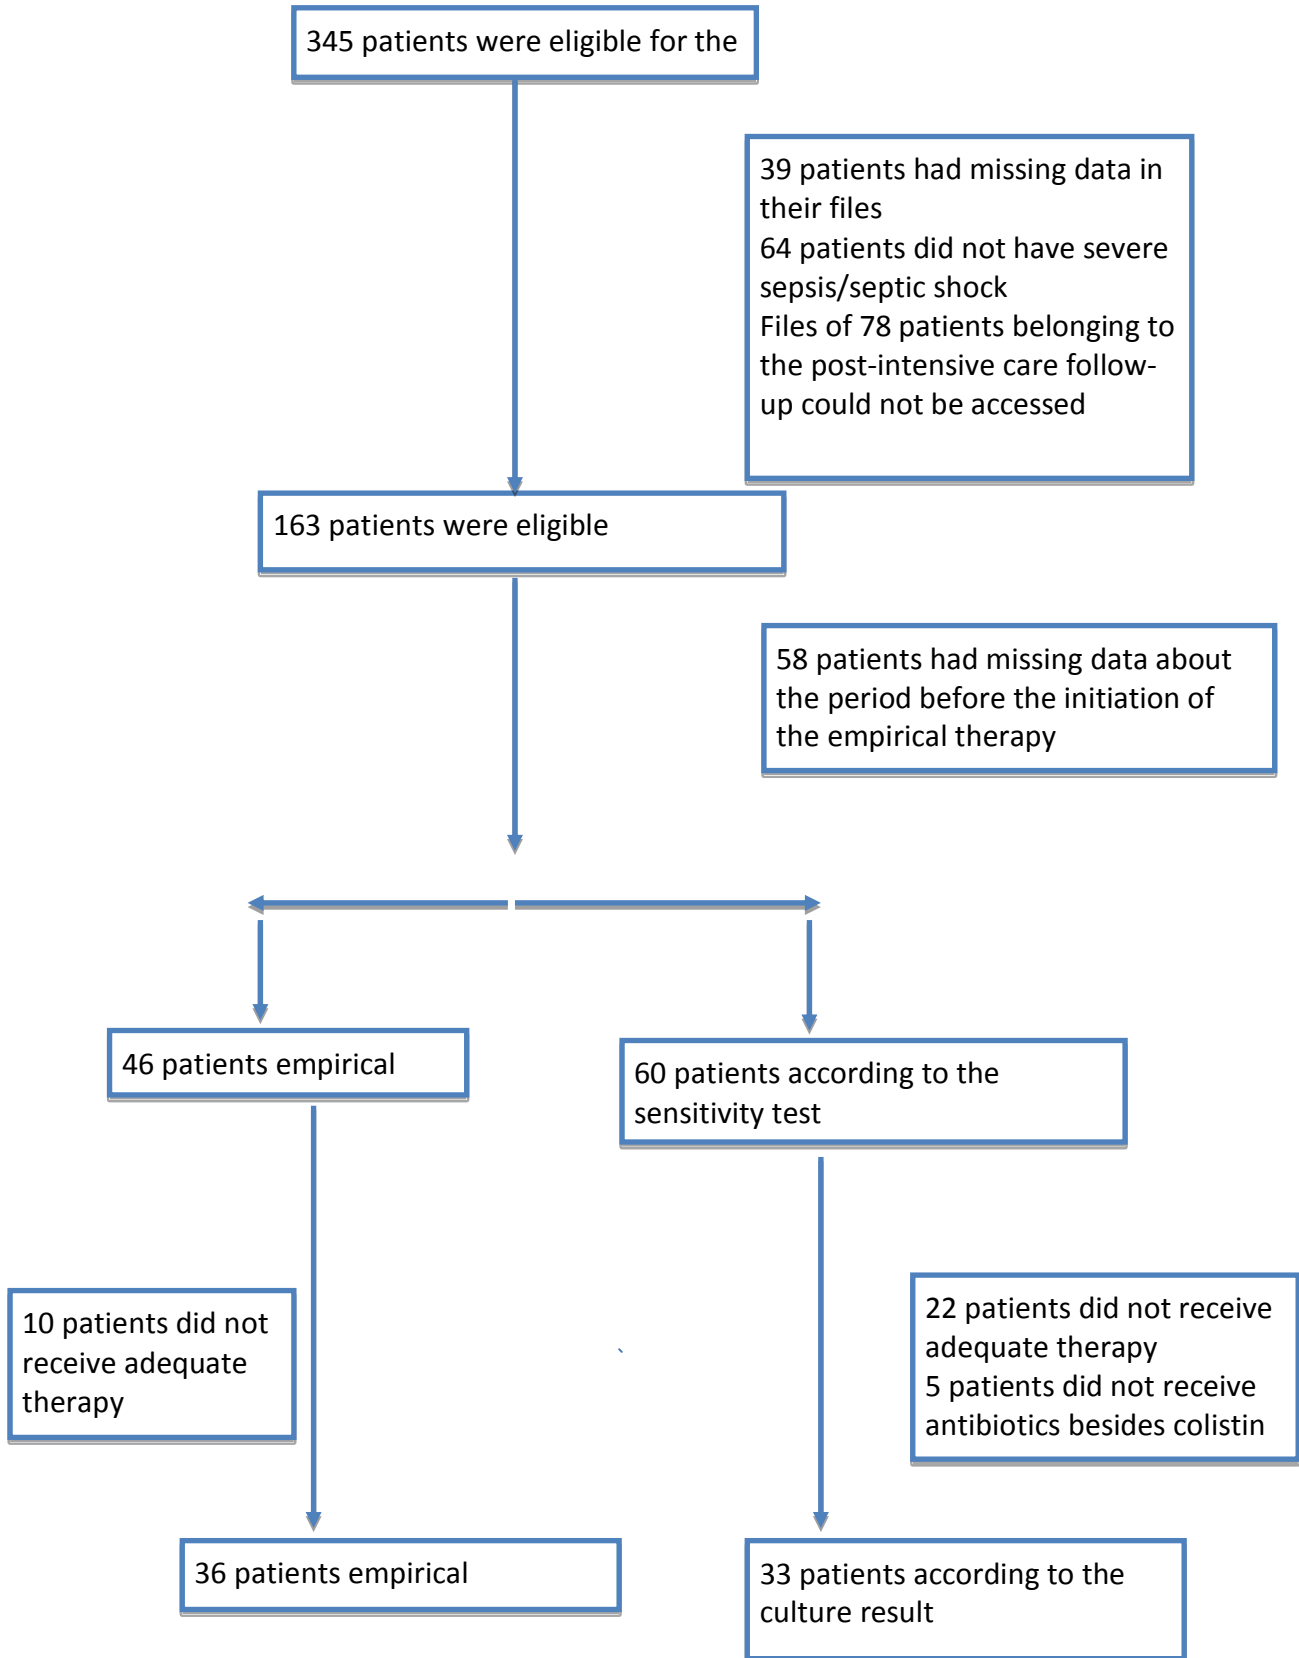 345 patients were eligible for the
39 patients had missing data in
their files
64 patients did not have severe
sepsis/septic shock
Files of 78 patients belonging to
the post-intensive care follow-
up could not be accessed
163 patients were eligible
58 patients had missing data about
the period before the initiation of
the empirical therapy
46 patients empirical
60 patients according to the
sensitivity test
10 patients did not
receive adequate
therapy
22 patients did not receive
adequate therapy
5 patients did not receive
antibiotics besides colistin
36 patients empirical
33 patients according to the
culture result